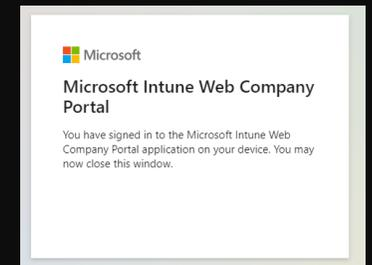 Microsoft
Microsoft Intune Web Company
Portal
You have signed in to the Microsoft Intune Web
Company Portal application on your device. You may
now close this window.